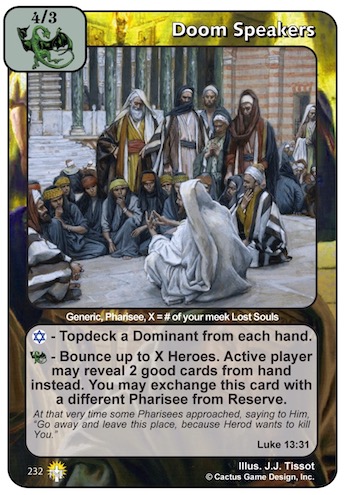 4/3
Doom Speakers
Generic, Pharisee, X = # of your meek Lost Souls
- Topdeck a Dominant from each hand.
- Bounce up to X Heroes. Active player
may reveal 2 good cards from hand
instead. You may exchange this card with
a different Pharisee from Reserve.
At that very time some Pharisees approached, saying to Him,
“Go away and leave this place, because Herod wants to
kill You.”
Luke 13:31
Illus. J.J. Tissot
232
© Cactus Game Design, Inc.